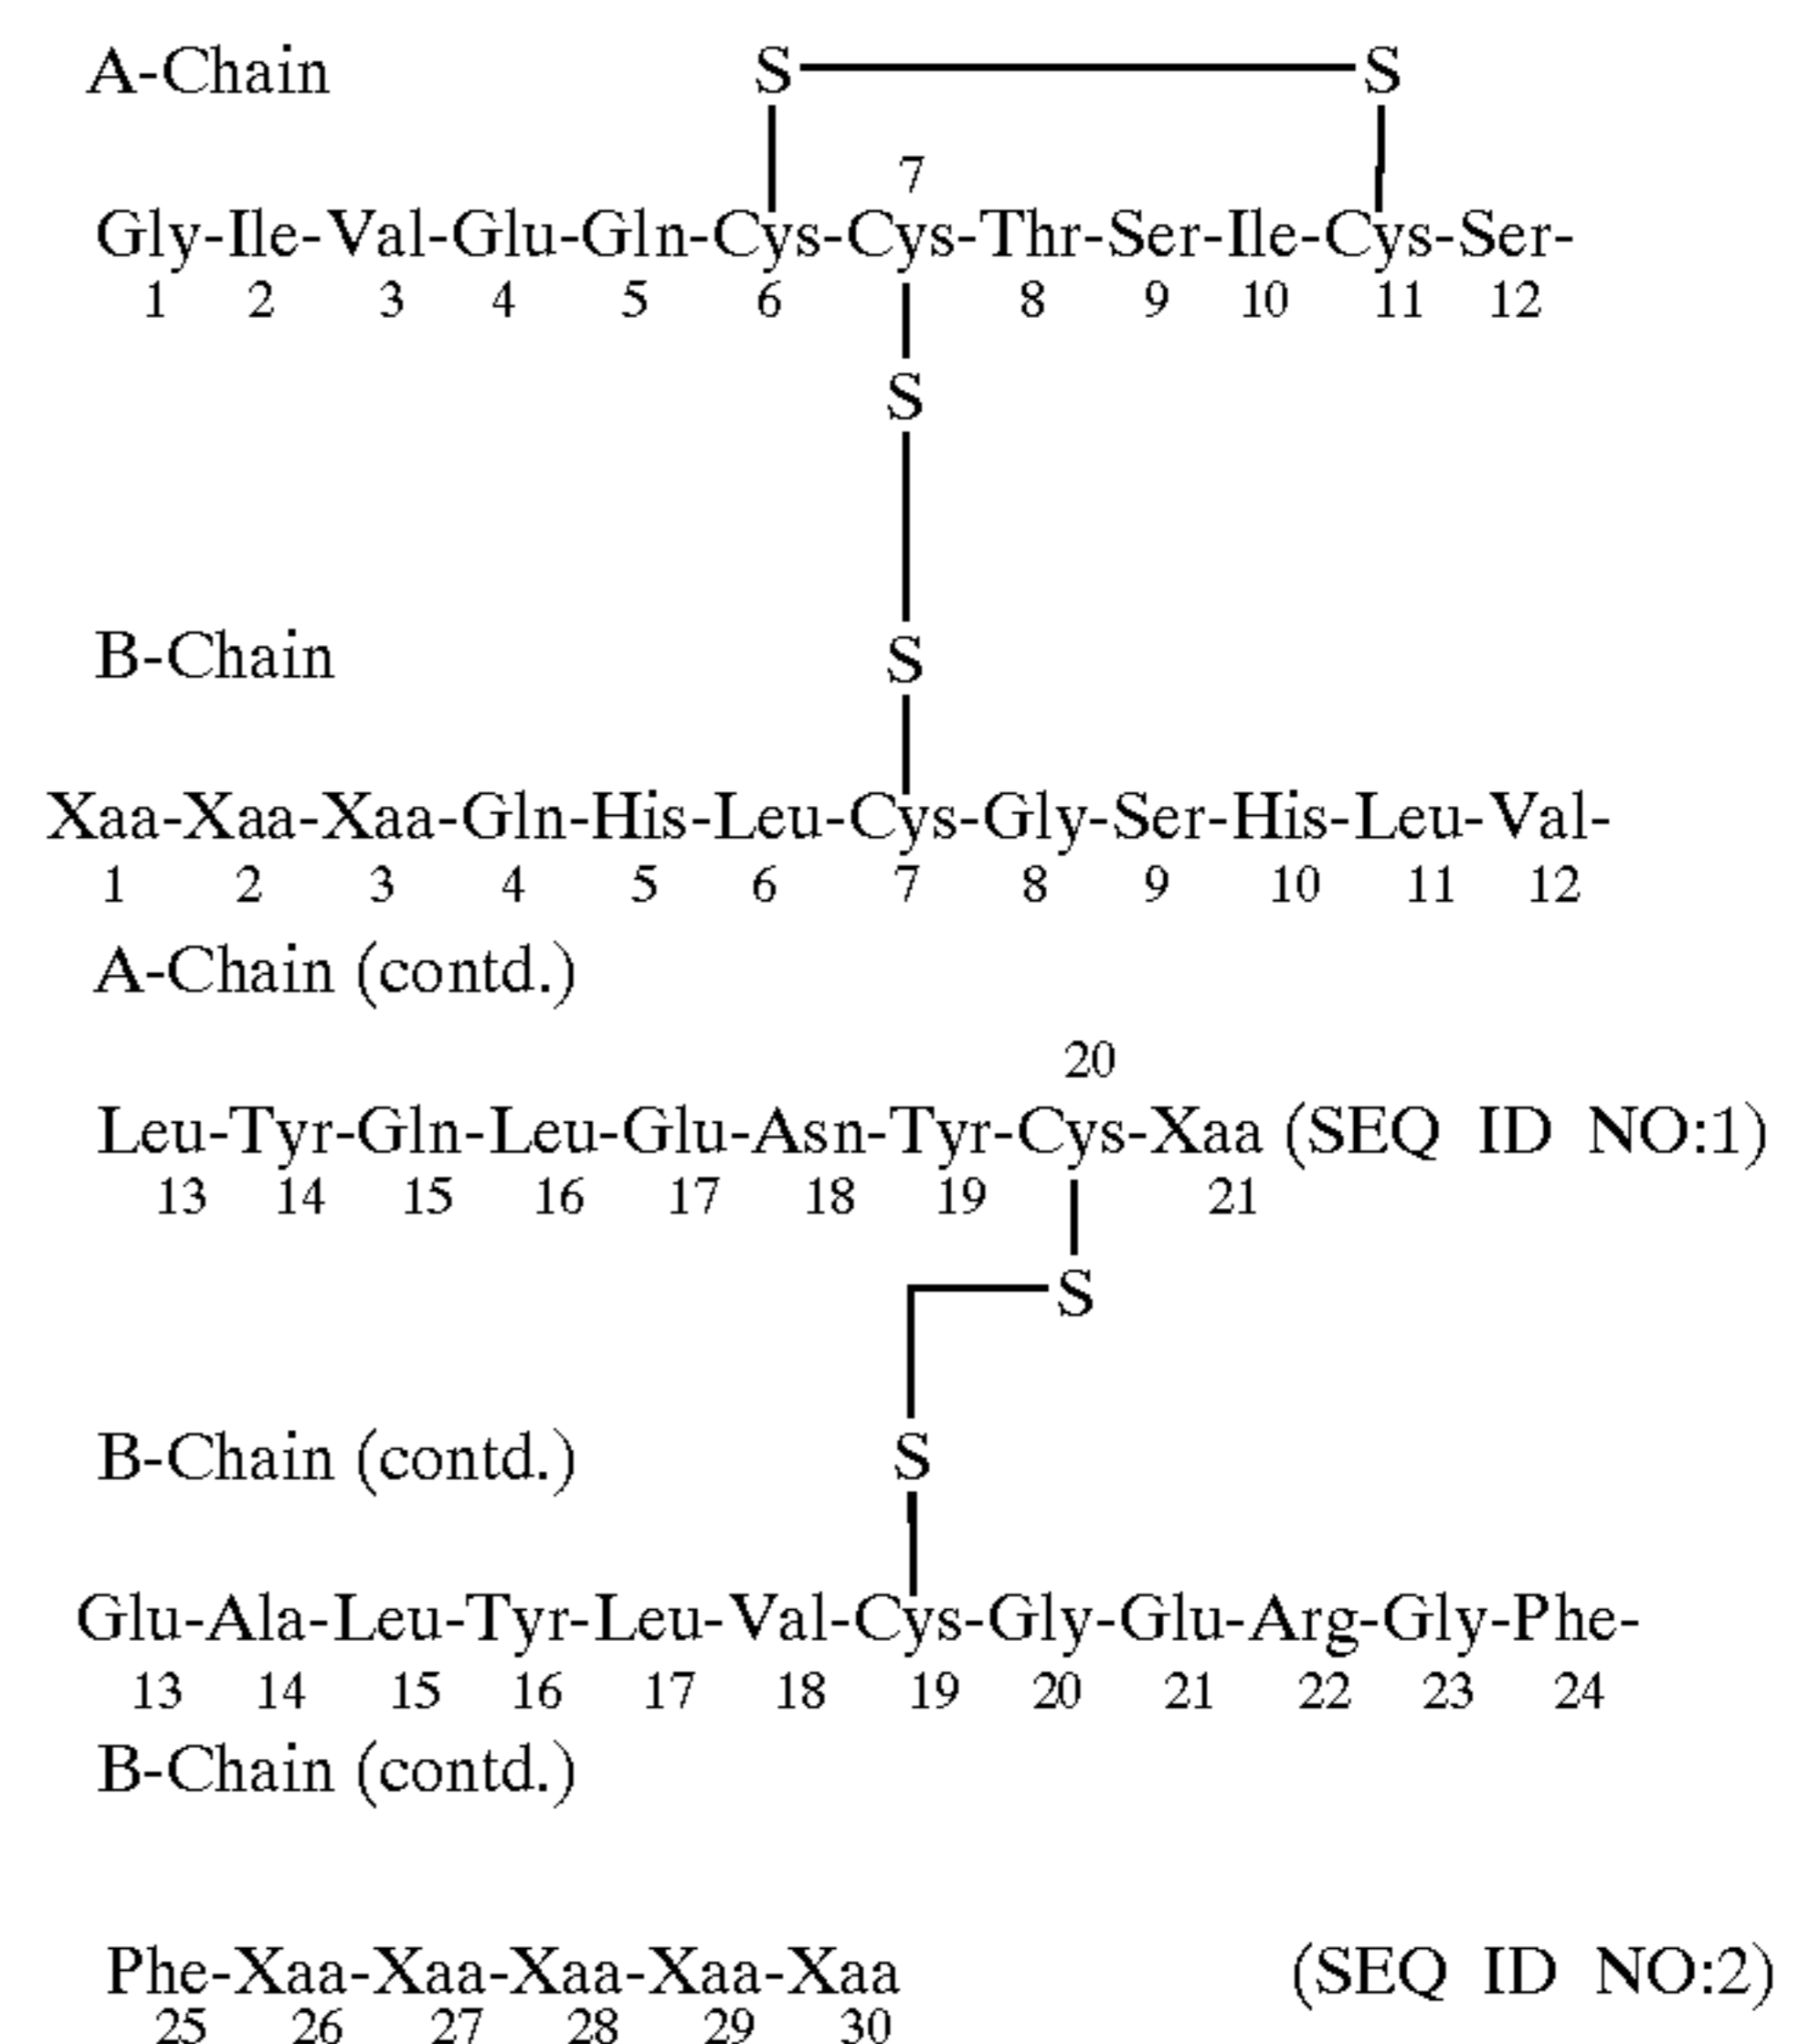 A-Chain S S
7
Gly-Ile-Val-Glu-Gln-Cys-Cys-Thr-Ser-Ile-Cys-Ser-
1 2 3 4 5 6 8 9 10 11 12
S
B-Chain S
Xaa-Xaa-Xaa-Gln-His-Leu-Cys-Gly-Ser-His-Leu-Val-
1 2 3 4 5 6 7 8 9 10 11 12
A-Chain (contd.)
20
Leu-Tyr-Gln-Leu-Glu-Asn-Tyr-Cys-Xaa (SEQ ID NO:1)
13 14 15 16 17 18 19 21
S
B-Chain (contd.) S
Glu-Ala-Leu-Tyr-Leu-Val-Cys-Gly-Glu-Arg-Gly-Phe-
13 14 15 16 17 18 19 20 21 22 23 24
B-Chain (contd.)
Phe-Xaa-Xaa-Xaa-Xaa-Xaa (SEQ ID NO:2)
25 26 27 28 29 30